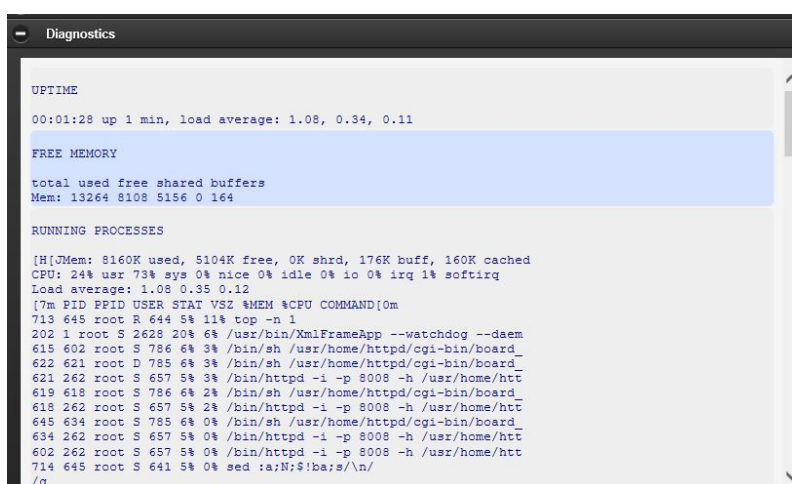 Diagnostics
UPTIME
00:01:28 up 1 min, load average: 1.08, 0.34, 0.11
FREE MEMORY
total used free shared buffers
Mem: 13264 8108 5156 0 164
RUNNING PROCESSES
[H[JMem: 8160K used, 5104K free, 0K shrd, 176K buff, 160K cached
CPU: 24% usr 73% sys 0% nice 0% idle 0% io 0% irq 1% softirq
Load average: 1.08 0.35 0.12
[7m PID PPID USER STAT VSZ %MEM %CPU COMMAND[0m
713 645 root R 644 5% 11% top -n 1
202 1 root S 2628 20% 6% /usr/bin/XmlFrameApp --watchdog --daem
615 602 root S 786 6% 3% /bin/sh /usr/home/httpd/cgi-bin/board_
622 621 root D 785 6% 3% /bin/sh /usr/home/httpd/cgi-bin/board_
621 262 root S 657 5% 3% /bin/httpd -i -p 8008 -h /usr/home/htt
619 618 root S 786 6% 2% /bin/sh /usr/home/httpd/cgi-bin/board_
618 262 root S 657 5% 2% /bin/httpd -i -p 8008 -h /usr/home/htt
645 634 root S 785 6% 0% /bin/sh /usr/home/httpd/cgi-bin/board_
634 262 root S 657 5% 0% /bin/httpd -i -p 8008 -h /usr/home/htt
602 262 root S 657 5% 0% /bin/httpd -i -p 8008 -h /usr/home/htt
714 645 root S 641 5% 0% sed :a;N;$!ba;s/\n/
/g